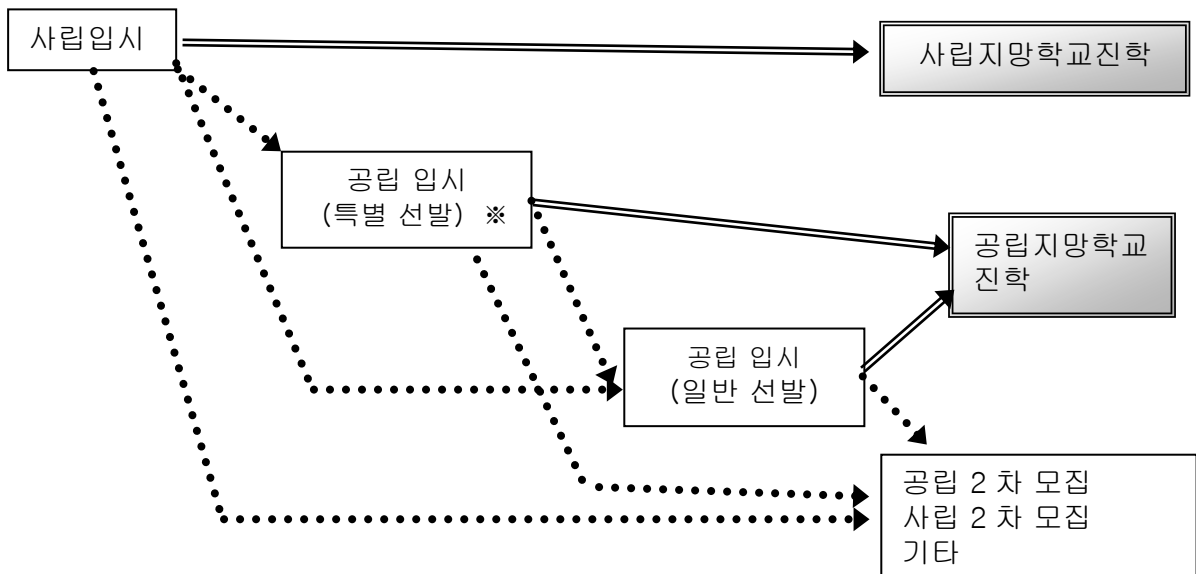 사립입시
사립지망학교진학
공립 입시
(특별 선발) ※
공립지망학교
진학
공립 입시
(일반 선발)
공립 2 차 모집
사립 2 차 모집
기타